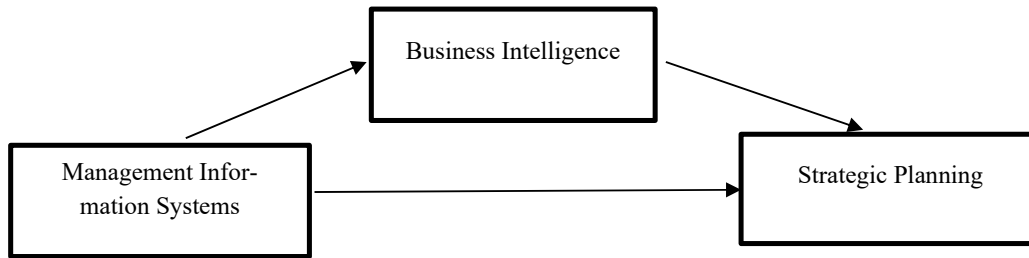 Business Intelligence
Management Infor-
mation Systems
Strategic Planning